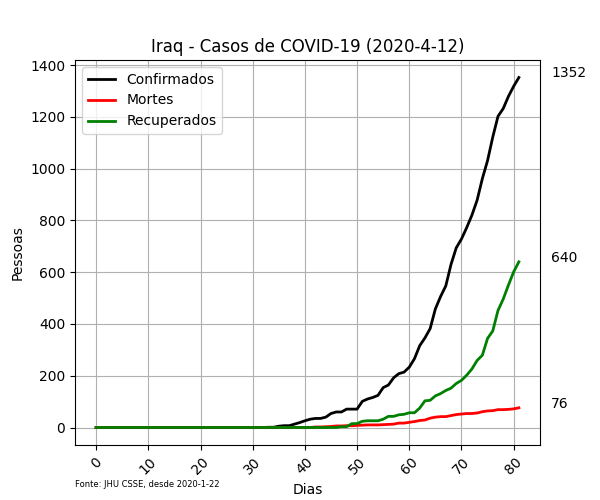 Iraq - Casos de COVID-19 (2020-4-12)
Confirmados
Mortes
Recuperados
1400
1200
1000
800
600
400
200
0
Pessoas
1352
640
76
0 10 20 30 40 50 60 70 80
Dias
Fonte: JHU CSSE, desde 2020-1-22